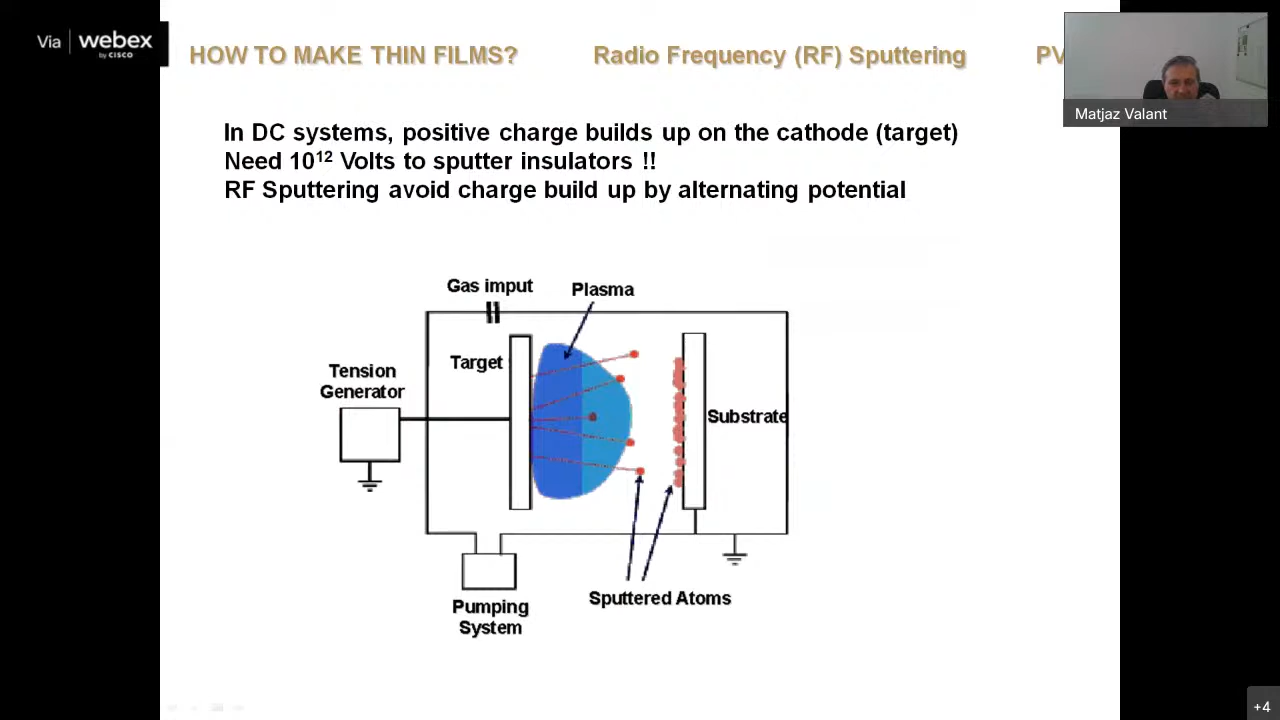 Via webex
by CISCO
HOW TO MAKE THIN FILMS? Radio Frequency (RF) Sputtering PV
Matjaz Valant
In DC systems, positive charge builds up on the cathode (target)
Need 10¹² Volts to sputter insulators !!
RF Sputtering avoid charge build up by alternating potential
Gas imput
Plasma
Target
Tension
Generator
Substrate
Sputtered Atoms
Pumping
System
+4